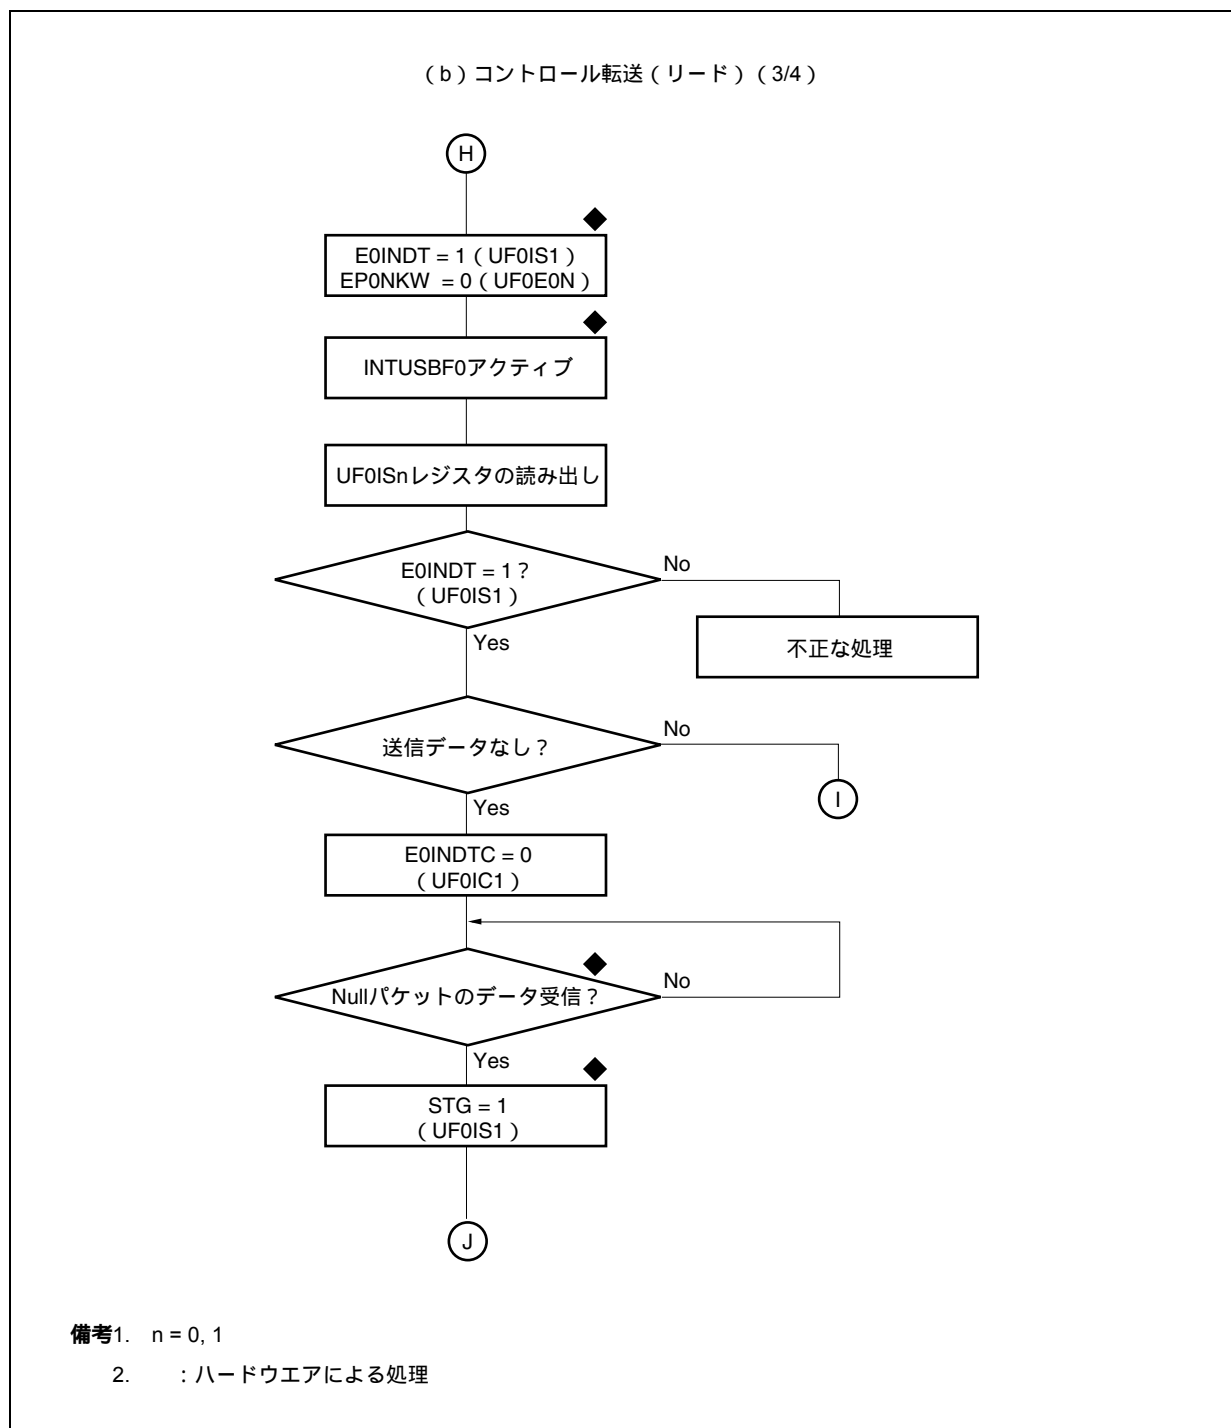 （b）コントロール転送（リード）（3/4）
H
E0INDT = 1（UF0IS1）
EP0NKW = 0（UF0E0N）
INTUSBF0アクティブ
UF0ISnレジスタの読み出し
E0INDT = 1？
（UF0IS1）
No
不正な処理
Yes
送信データなし？
No
I
Yes
E0INDTC = 0
（UF0IC1）
Nullパケットのデータ受信？
No
Yes
STG = 1
（UF0IS1）
J
備考1. n = 0, 1
2. ：ハードウエアによる処理